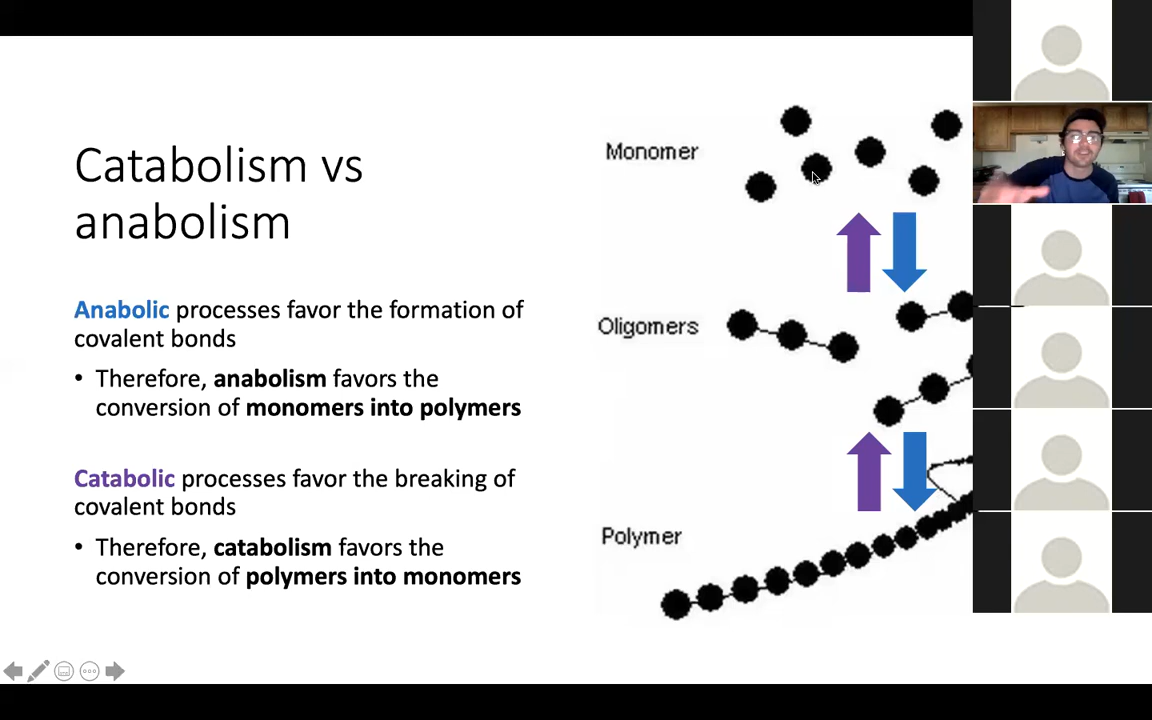 Catabolism vs
anabolism
Anabolic processes favor the formation of
covalent bonds
• Therefore, anabolism favors the
conversion of monomers into polymers
Catabolic processes favor the breaking of
covalent bonds
• Therefore, catabolism favors the
conversion of polymers into monomers
Monomer
Oligomers
Polymer